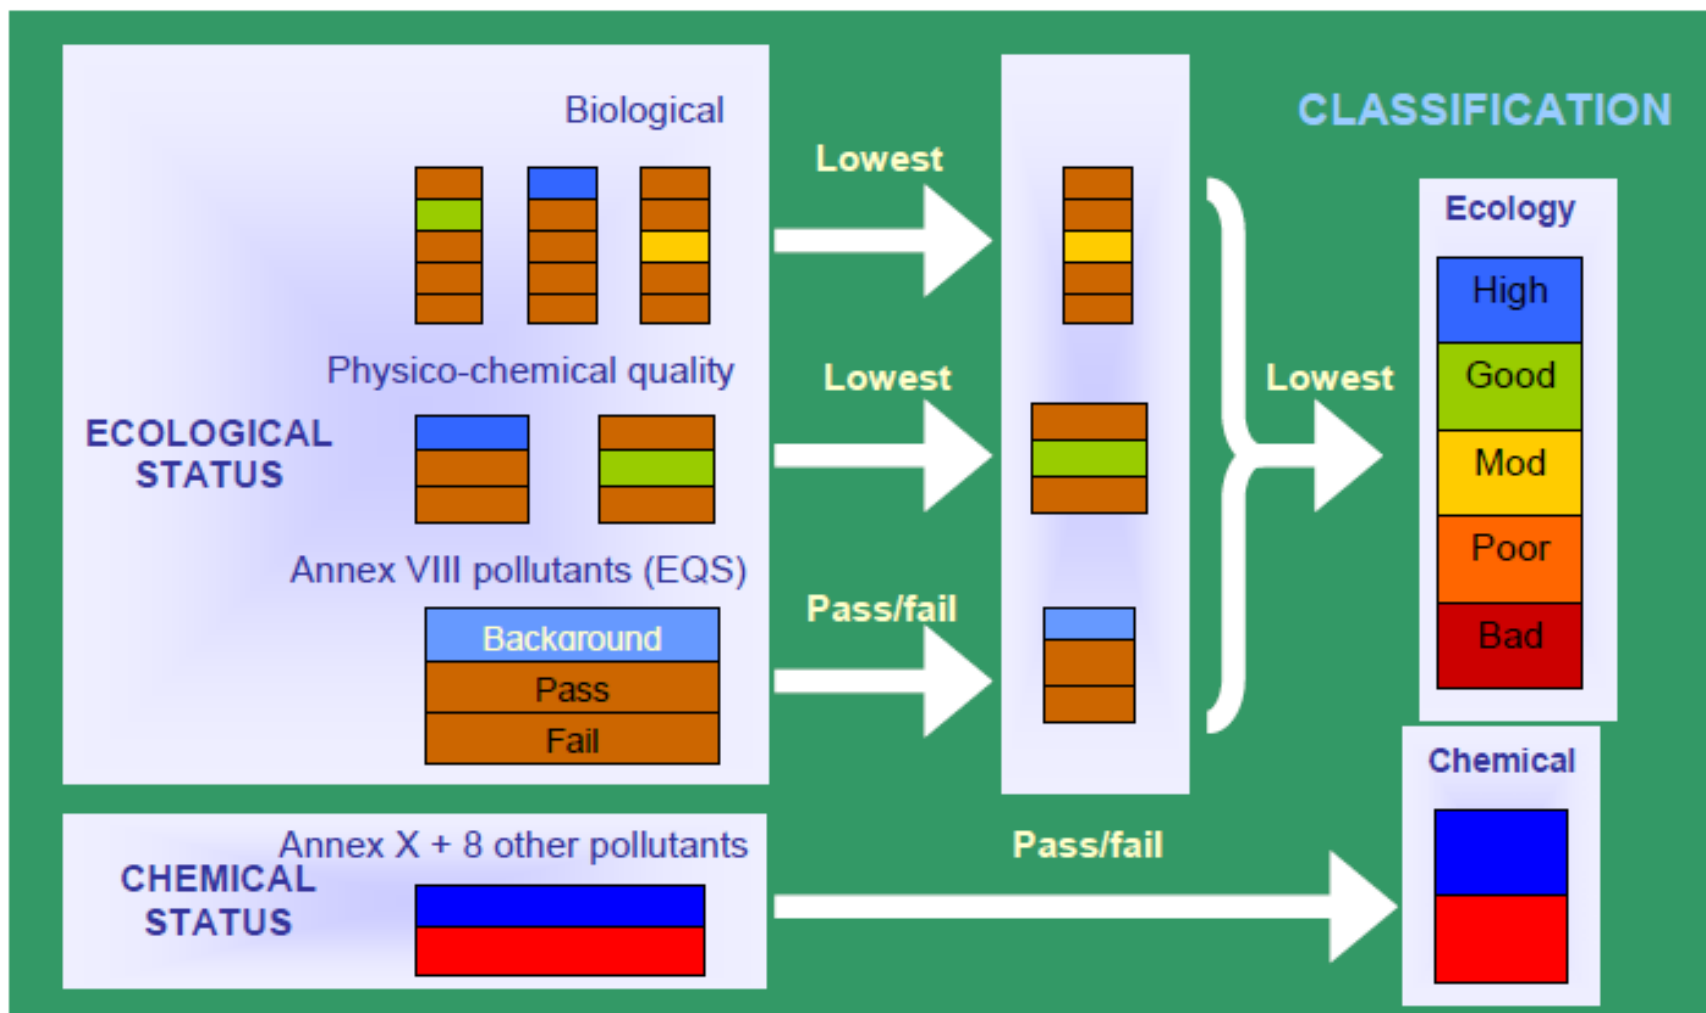 Biological
CLASSIFICATION
Lowest
Ecology
High
Physico-chemical quality
Lowest
Lowest
Good
ECOLOGICAL
STATUS
Mod
Annex VIII pollutants (EQS)
Poor
Pass/fail
Background
Bad
Pass
Fail
Chemical
Annex X + 8 other pollutants
Pass/fail
CHEMICAL
STATUS